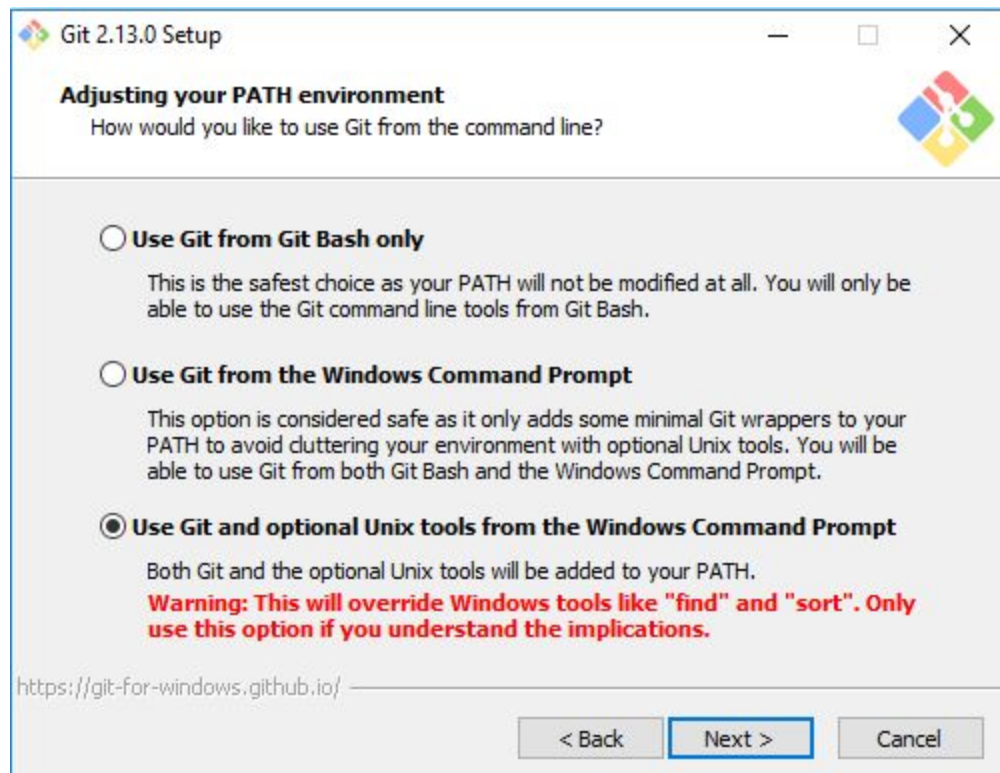 Git 2.13.0 Setup
Adjusting your PATH environment
How would you like to use Git from the command line?
Use Git from Git Bash only
This is the safest choice as your PATH will not be modified at all. You will only be
able to use the Git command line tools from Git Bash.
Use Git from the Windows Command Prompt
This option is considered safe as it only adds some minimal Git wrappers to your
PATH to avoid cluttering your environment with optional Unix tools. You will be
able to use Git from both Git Bash and the Windows Command Prompt.
Use Git and optional Unix tools from the Windows Command Prompt
Both Git and the optional Unix tools will be added to your PATH.
Warning: This will override Windows tools like "find" and "sort". Only
use this option if you understand the implications.
https://git-for-windows.github.io/
< Back Next > Cancel